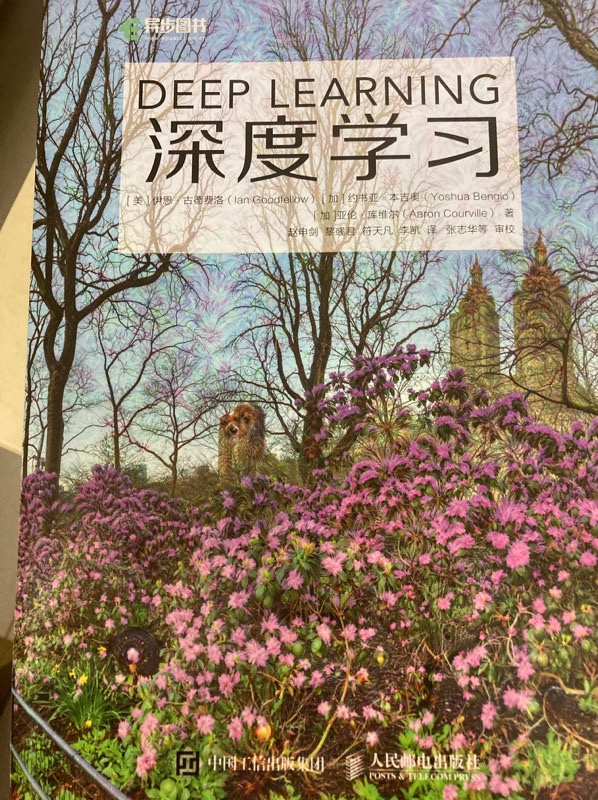 异步图书
DEEP LEARNING
深度学习
[美]伊恩·古德费洛(Ian Goodfellow) [加]约书亚·本吉奥(Yoshua Bengio)
[加]亚伦·库维尔(Aaron Courville) 著
赵申剑 黎彧君 符天凡 李凯 译 张志华等 审校
中国工信出版集团 人民邮电出版社
POSTS & TELECOM PRESS